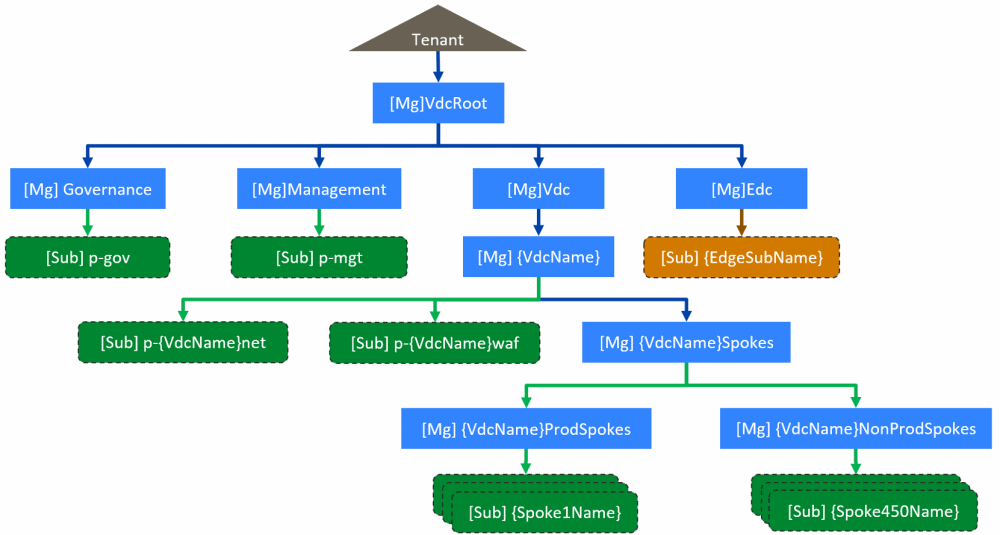 Tenant
[Mg]VdcRoot
[Mg] Governance
[Mg]Management
[Mg]Vdc
[Mg]Edc
[Sub] p-gov
[Sub] p-mgt
[Mg] {VdcName}
[Sub] {EdgeSubName}
[Sub] p-{VdcName}net
[Sub] p-{VdcName}waf
[Mg] {VdcName}Spokes
[Mg] {VdcName}ProdSpokes
[Mg] {VdcName}NonProdSpokes
[Sub] {Spoke1Name}
[Sub] {Spoke450Name}